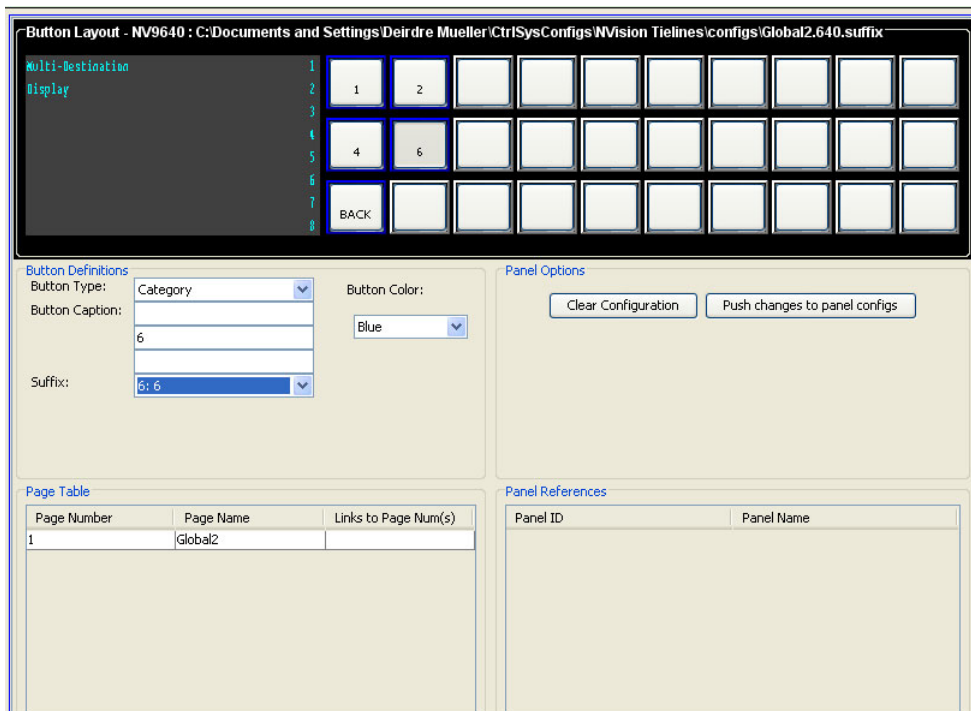 Button Layout - NV9640 : C:\Documents and Settings\Deirdre Mueller\CtrlSysConfigs\NVision Tielines\configs\Global2.640.suffix
Multi-Destination 1
Display 2
3
4
5
6
7
8
1 2
4 6
BACK
Button Definitions
Button Type: Category
Button Caption:
6
Suffix: 6: 6
Button Color:
Blue
Panel Options
Clear Configuration Push changes to panel configs
Page Table
Page Number Page Name Links to Page Num(s)
1 Global2
Panel References
Panel ID Panel Name